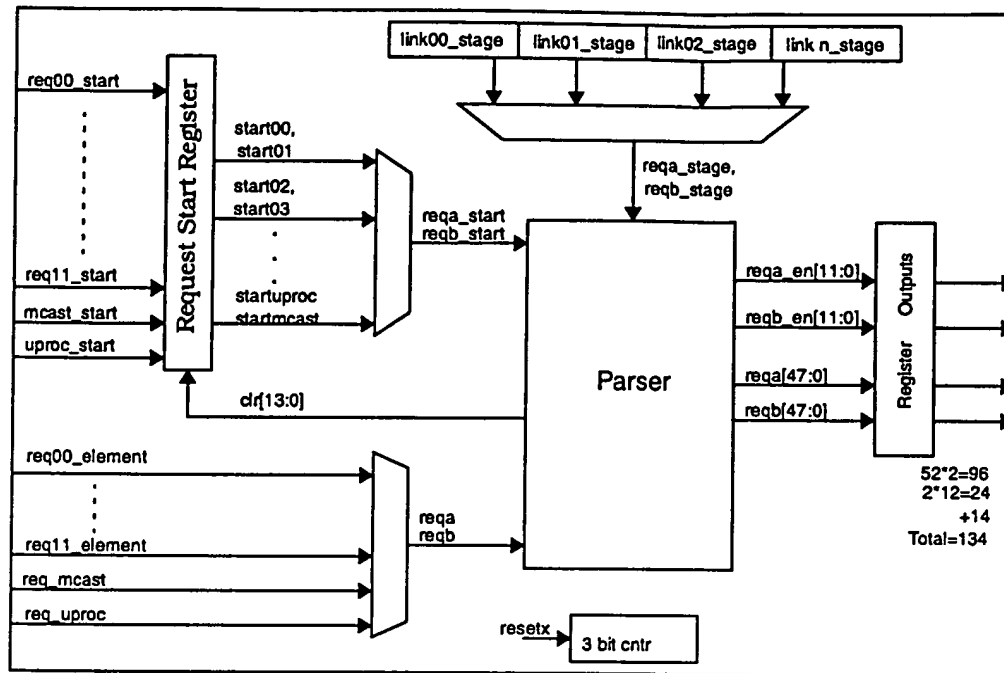 link00_stage
link01_stage
link02_stage
link n_stage
req00_start
Request Start Register
start00,
start01
start02,
start03
reqa_stage,
reqb_stage
reqa_start
reqb_start
req11_start
mcast_start
uproc_start
startuproc
startmcast
clr[13:0]
Parser
reqa_en[11:0]
reqb_en[11:0]
reqa[47:0]
reqb[47:0]
Register Outputs
req00_element
req11_element
req_mcast
req_uproc
reqa
reqb
52*2=96
2*12=24
+14
Total=134
resetx
3 bit cntr